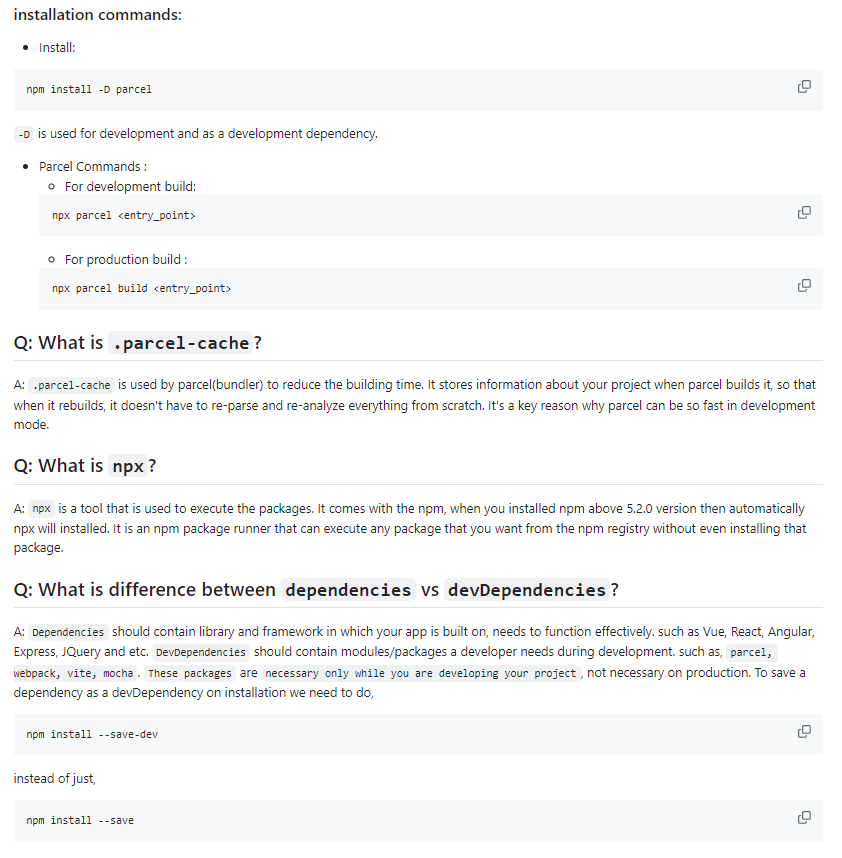 installation commands:
Install:
npm install -D parcel
-D is used for development and as a development dependency.
Parcel Commands :
For development build:
npx parcel <entry_point>
For production build :
npx parcel build <entry_point>
Q: What is .parcel-cache?
A: .parcel-cache is used by parcel(bundler) to reduce the building time. It stores information about your project when parcel builds it, so that
when it rebuilds, it doesn't have to re-parse and re-analyze everything from scratch. It's a key reason why parcel can be so fast in development
mode.
Q: What is npx?
A: npx is a tool that is used to execute the packages. It comes with the npm, when you installed npm above 5.2.0 version then automatically
npx will installed. It is an npm package runner that can execute any package that you want from the npm registry without even installing that
package.
Q: What is difference between dependencies vs devDependencies?
A: Dependencies should contain library and framework in which your app is built on, needs to function effectively. such as Vue, React, Angular,
Express, JQuery and etc. DevDependencies should contain modules/packages a developer needs during development. such as, parcel,
webpack, vite, mocha. These packages are necessary only while you are developing your project, not necessary on production. To save a
dependency as a devDependency on installation we need to do,
npm install --save-dev
instead of just,
npm install --save